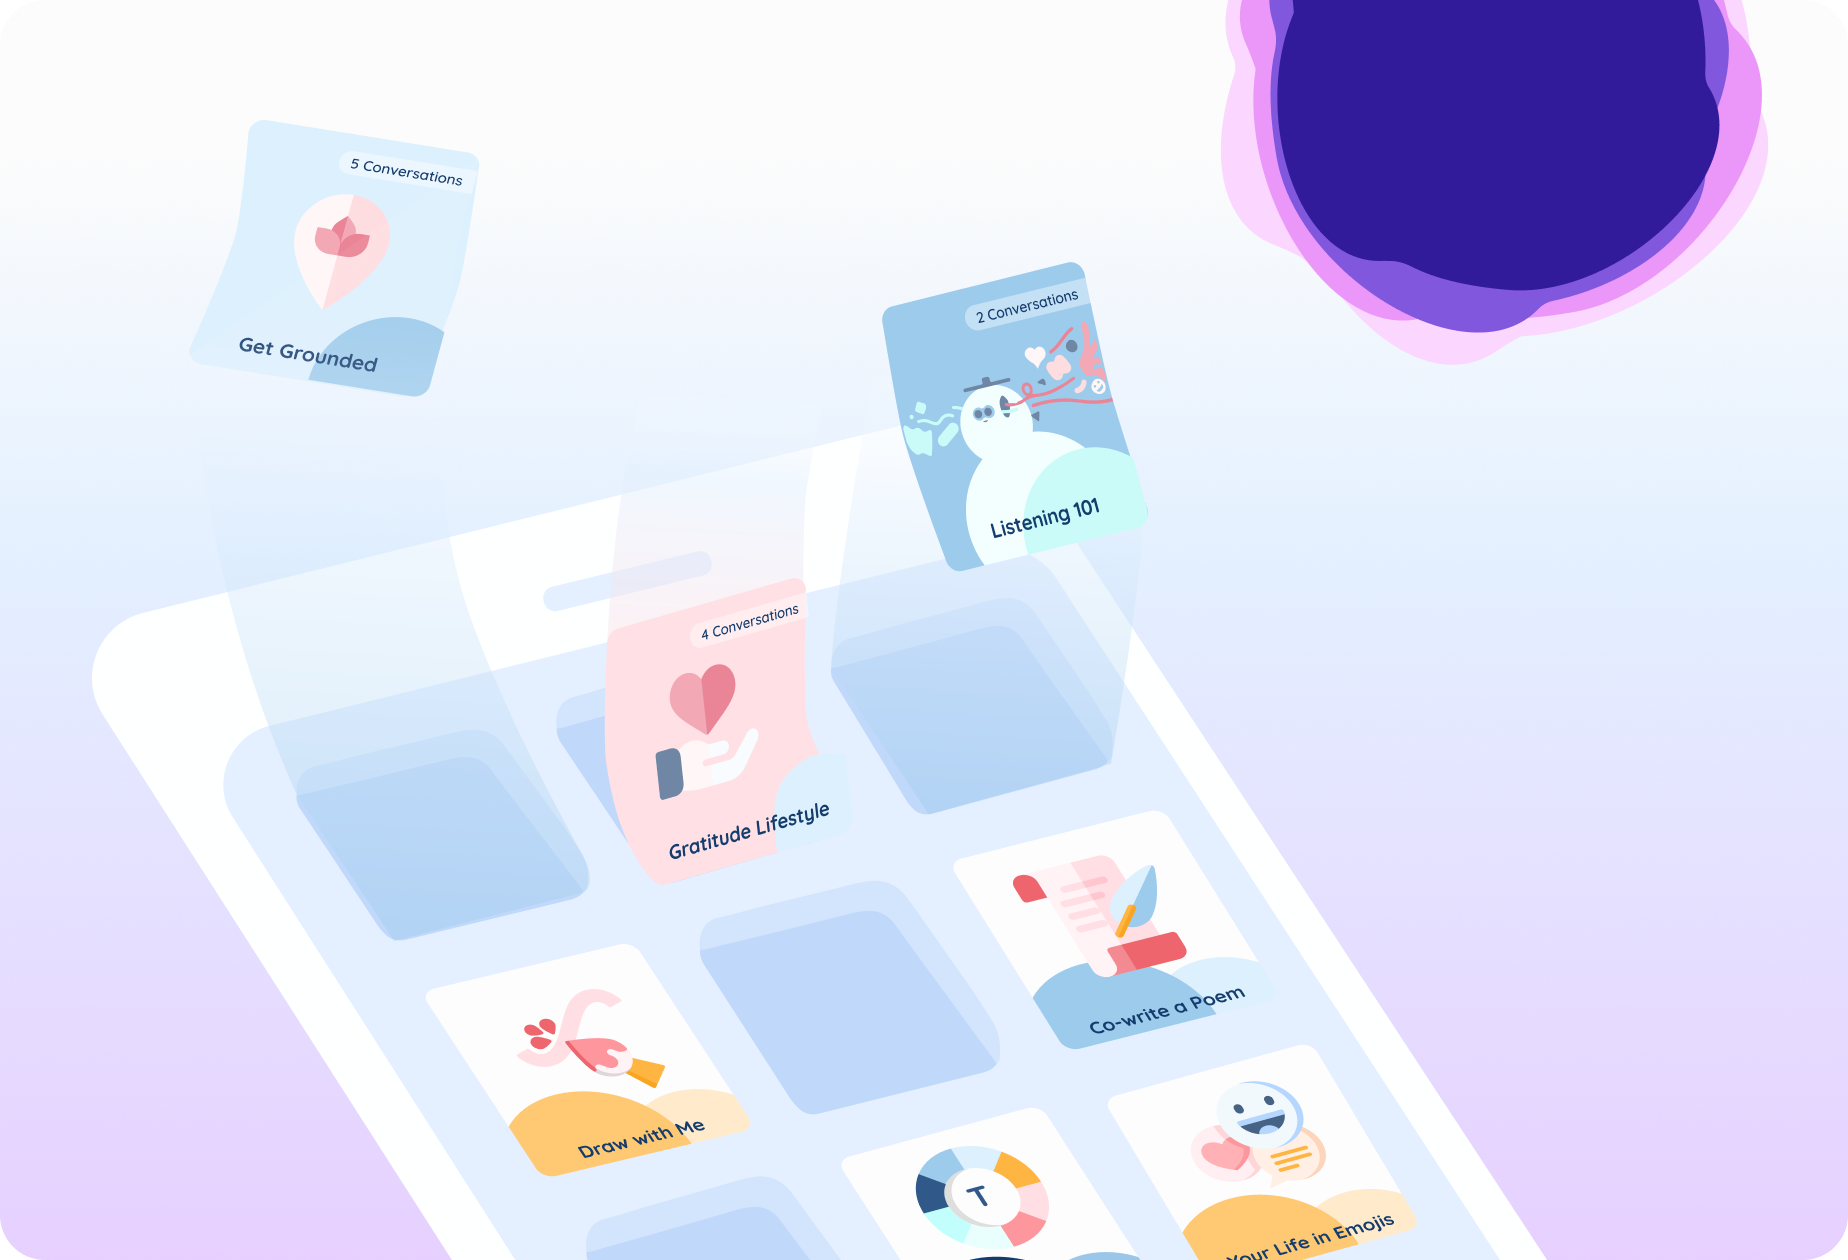 5 Conversations
Get Grounded
2 Conversations
Listening 101
4 Conversations
Gratitude Lifestyle
Co-write a Poem
Draw with Me
T
Your Life in Emojis